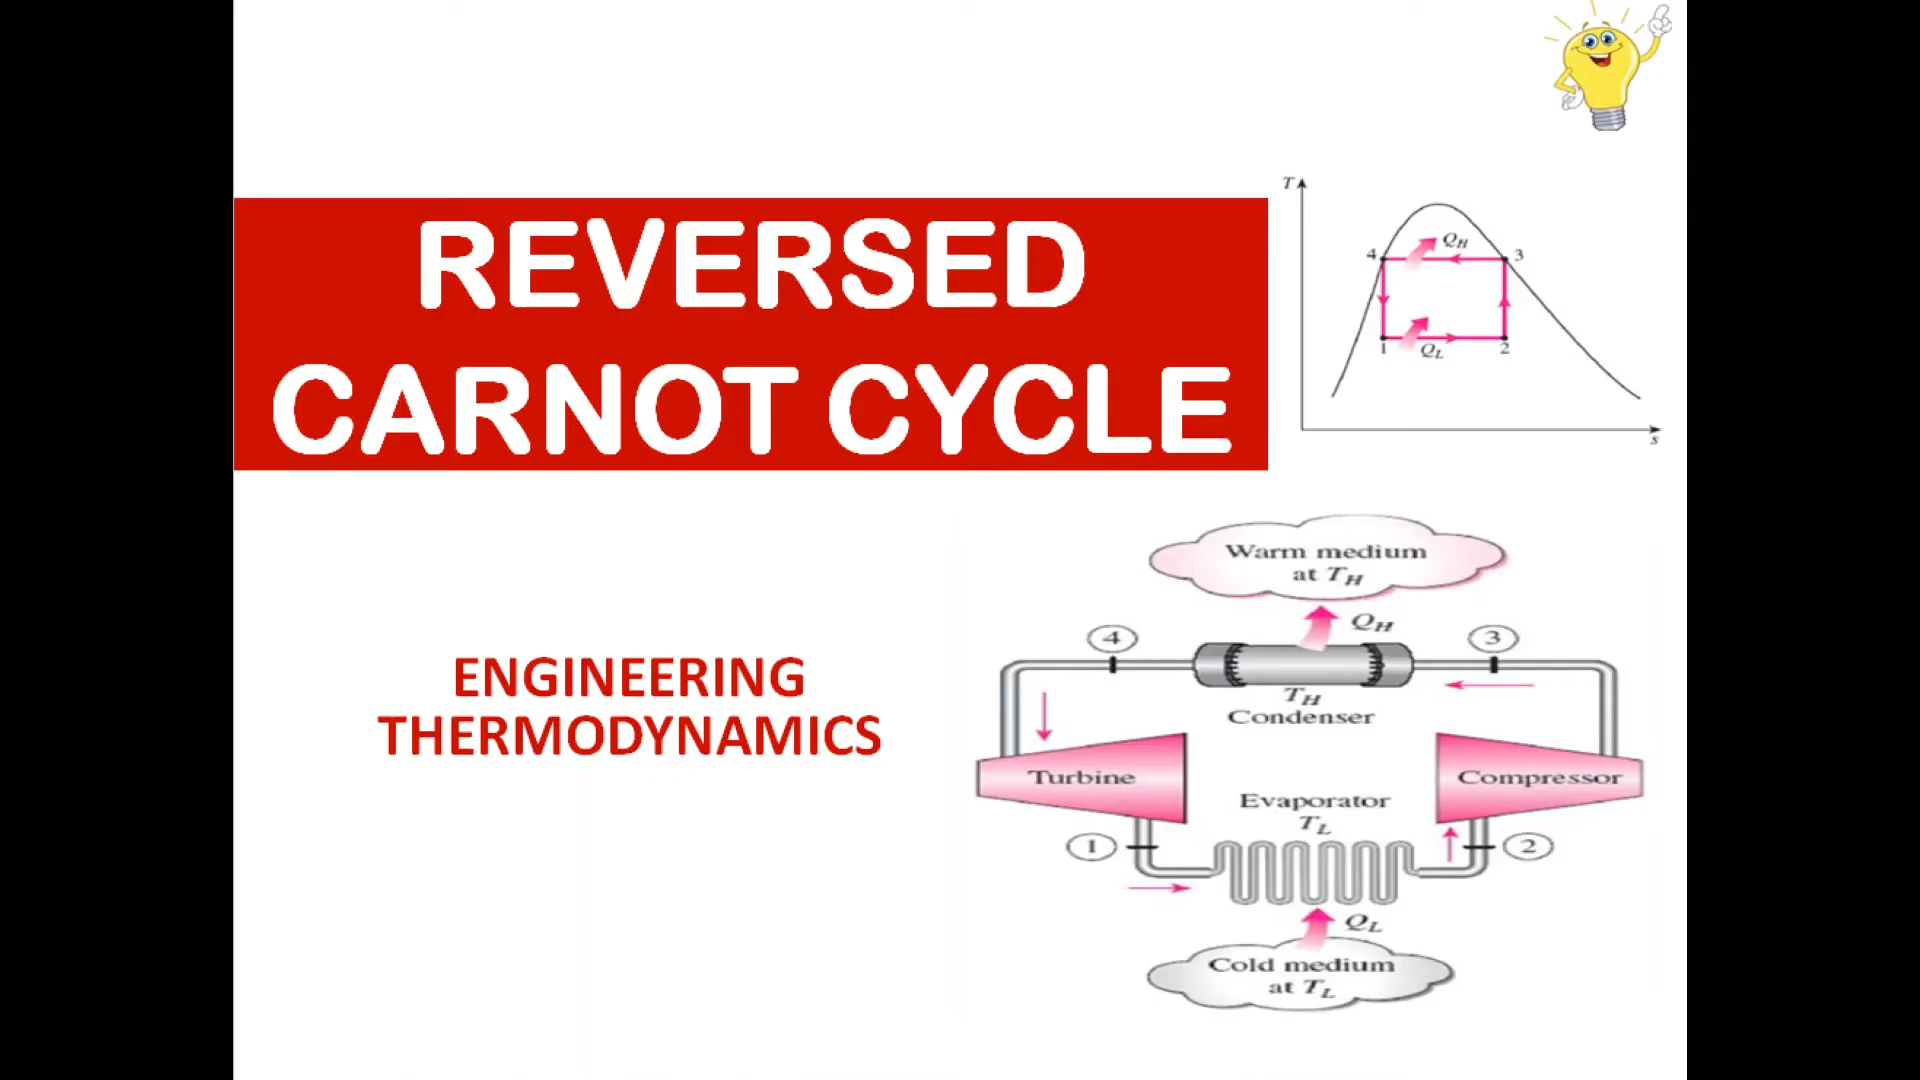 REVERSED
CARNOT CYCLE
T
4
Q_H
3
1
Q_L
2
s
ENGINEERING
THERMODYNAMICS
Warm medium
at T_H
Q_H
4
3
T_H
Condenser
Turbine
Compressor
Evaporator
T_L
1
2
Q_L
Cold medium
at T_L